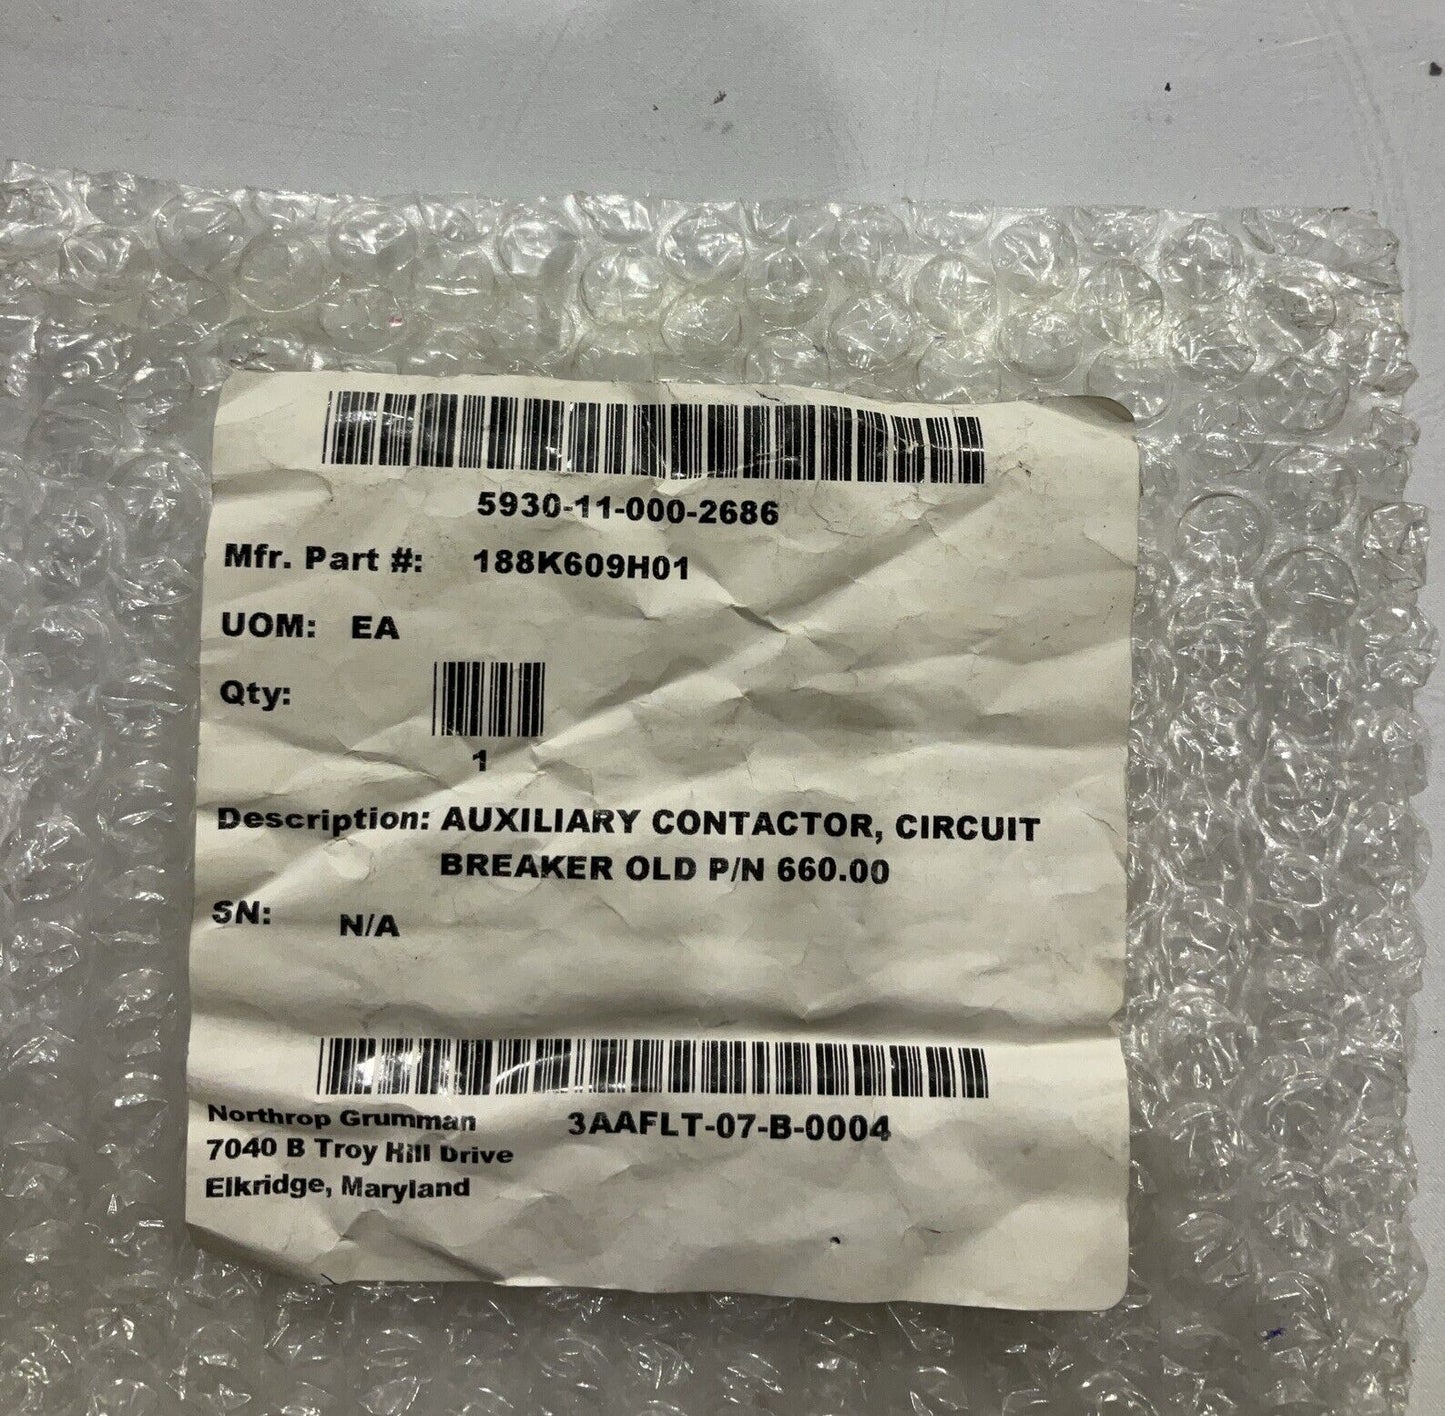 5930-11-000-2686
Mfr. Part #: 188K609H01
UOM: EA
Qty:
1
Description: AUXILIARY CONTACTOR, CIRCUIT
BREAKER OLD P/N 660.00
SN: N/A
Northrop Grumman 3AAFLT-07-B-0004
7040 B Troy Hill Drive
Elkridge, Maryland